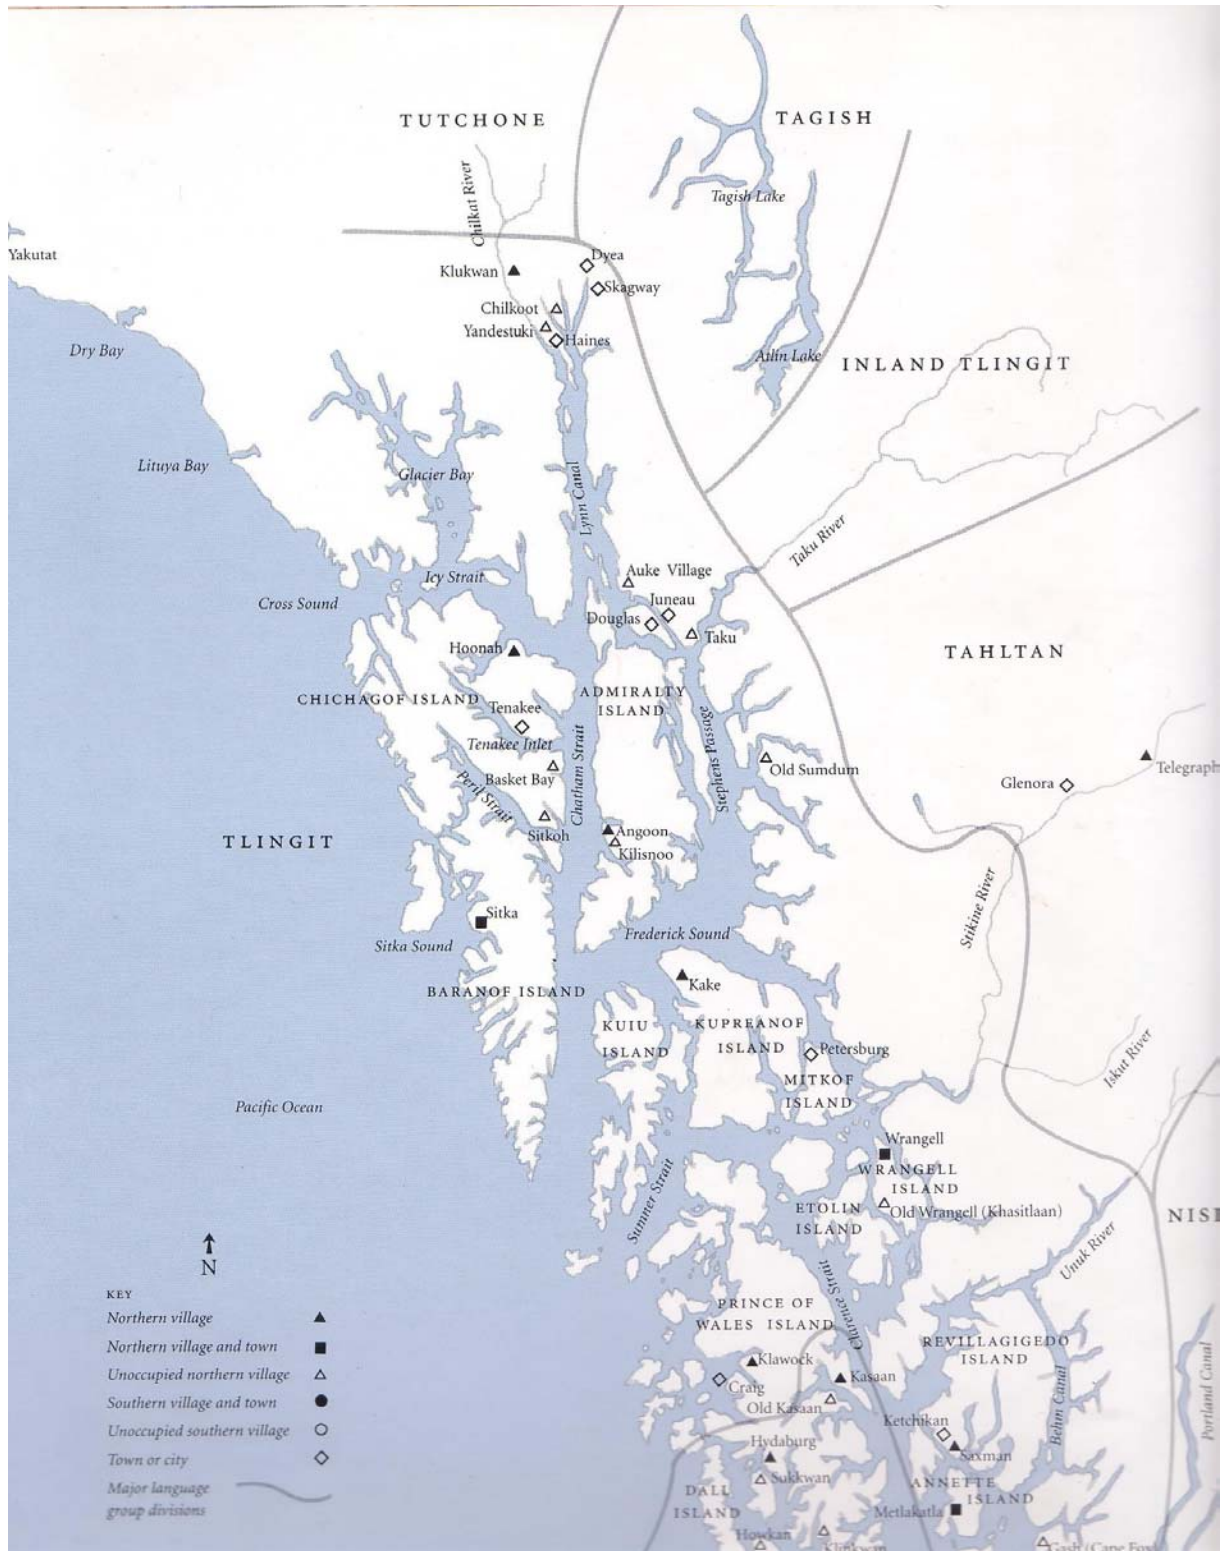 TUTCHONE
TAGISH
Chilkat River
Tagish Lake
Yakutat
Dyea
Klukwan
Skagway
Chilkoot
Yandestuki
Haines
Dry Bay
Atlin Lake
INLAND TLINGIT
Lituya Bay
Glacier Bay
Lynn Canal
Taku River
Auke Village
Icy Strait
Cross Sound
Juneau
Douglas
Taku
Hoonah
TAHLTAN
CHICHAGOF ISLAND
ADMIRALTY
ISLAND
Tenakee
Tenakee Inlet
Chatham Strait
Stephens Passage
Basket Bay
Peril Strait
Old Sumdum
Telegraph
Glenora
Sitkoh
Angoon
Kilisnoo
TLINGIT
Sitka
Sitka Sound
Frederick Sound
Stikine River
Kake
BARANOF ISLAND
KUIU
ISLAND
KUPREANOF
ISLAND
Petersburg
MITKOF
ISLAND
Iskut River
Pacific Ocean
Wrangell
WRANGELL
ISLAND
Sumner Strait
ETOLIN
ISLAND
Old Wrangell (Khasitlaan)
NISI
Unuk River
N
KEY
Northern village
Northern village and town
Unoccupied northern village
Southern village and town
Unoccupied southern village
Town or city
Major language
group divisions
PRINCE OF
WALES ISLAND
Clarence Strait
REVILLAGIGEDO
ISLAND
Klawock
Craig
Kasaan
Old Kasaan
Behm Canal
Portland Canal
Ketchikan
Saxman
Hydaburg
Sukkwan
DALL
ISLAND
ANNETTE
ISLAND
Metlakatla
Howkan
Klinkwan
Gash (Cape Fox)